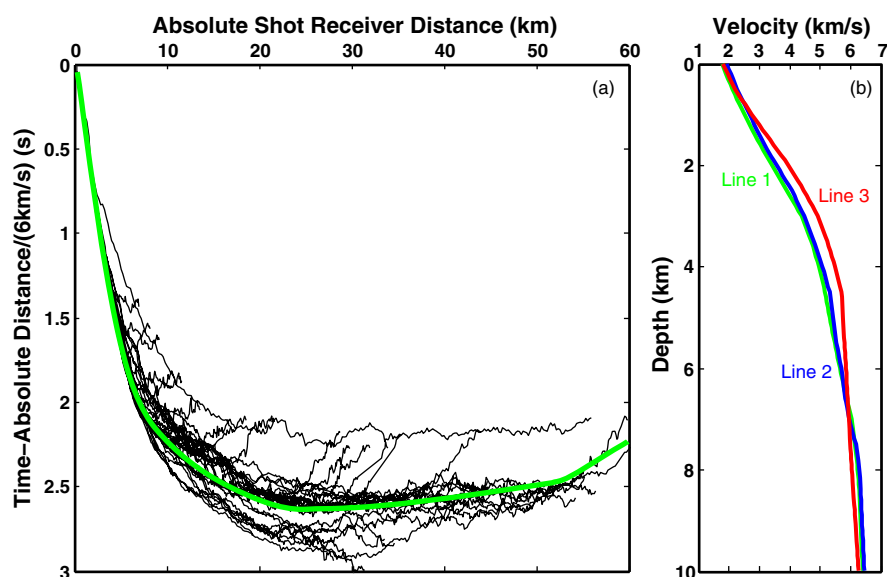 Absolute Shot Receiver Distance (km)
0 10 20 30 40 50 60
Time–Absolute Distance/(6km/s) (s)
0
0.5
1
1.5
2
2.5
3
(a)
Velocity (km/s)
1 2 3 4 5 6 7
Depth (km)
0
2
4
6
8
10
(b)
Line 1
Line 3
Line 2